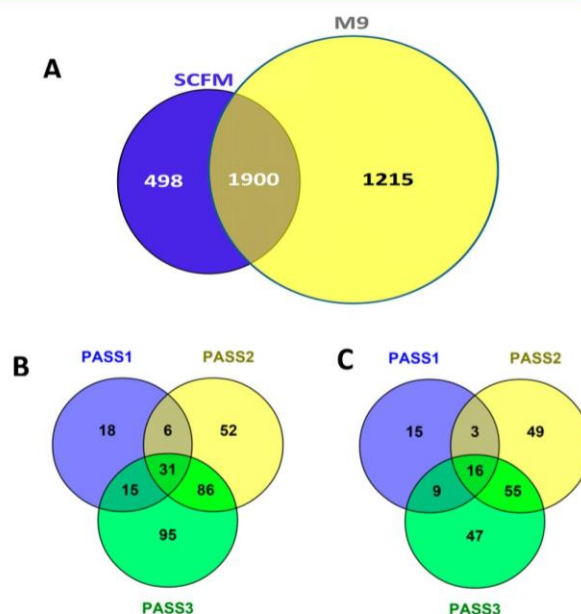 M9
A
SCFM
498 1900 1215
B
PASS1 PASS2
18 6 52
31
15 86
95
PASS3
C
PASS1 PASS2
15 3 49
16
9 55
47
PASS3